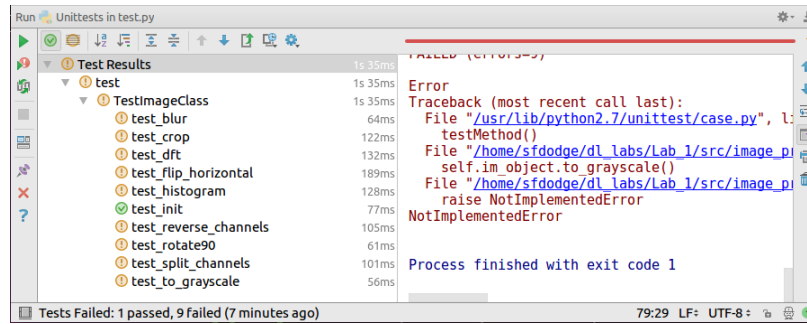 Run Unittests in test.py
Test Results 1s 35ms
test 1s 35ms
TestImageClass 1s 35ms
test_blur 64ms
test_crop 122ms
test_dft 132ms
test_flip_horizontal 189ms
test_histogram 128ms
test_init 77ms
test_reverse_channels 105ms
test_rotate90 61ms
test_split_channels 101ms
test_to_grayscale 56ms
FAILED (errors=9)
Error
Traceback (most recent call last):
File "/usr/lib/python2.7/unittest/case.py", li
testMethod()
File "/home/sfdodge/dl_labs/Lab_1/src/image_pr
self.im_object.to_grayscale()
File "/home/sfdodge/dl_labs/Lab_1/src/image_pr
raise NotImplementedError
NotImplementedError
Process finished with exit code 1
Tests Failed: 1 passed, 9 failed (7 minutes ago) 79:29 LF÷ UTF-8÷